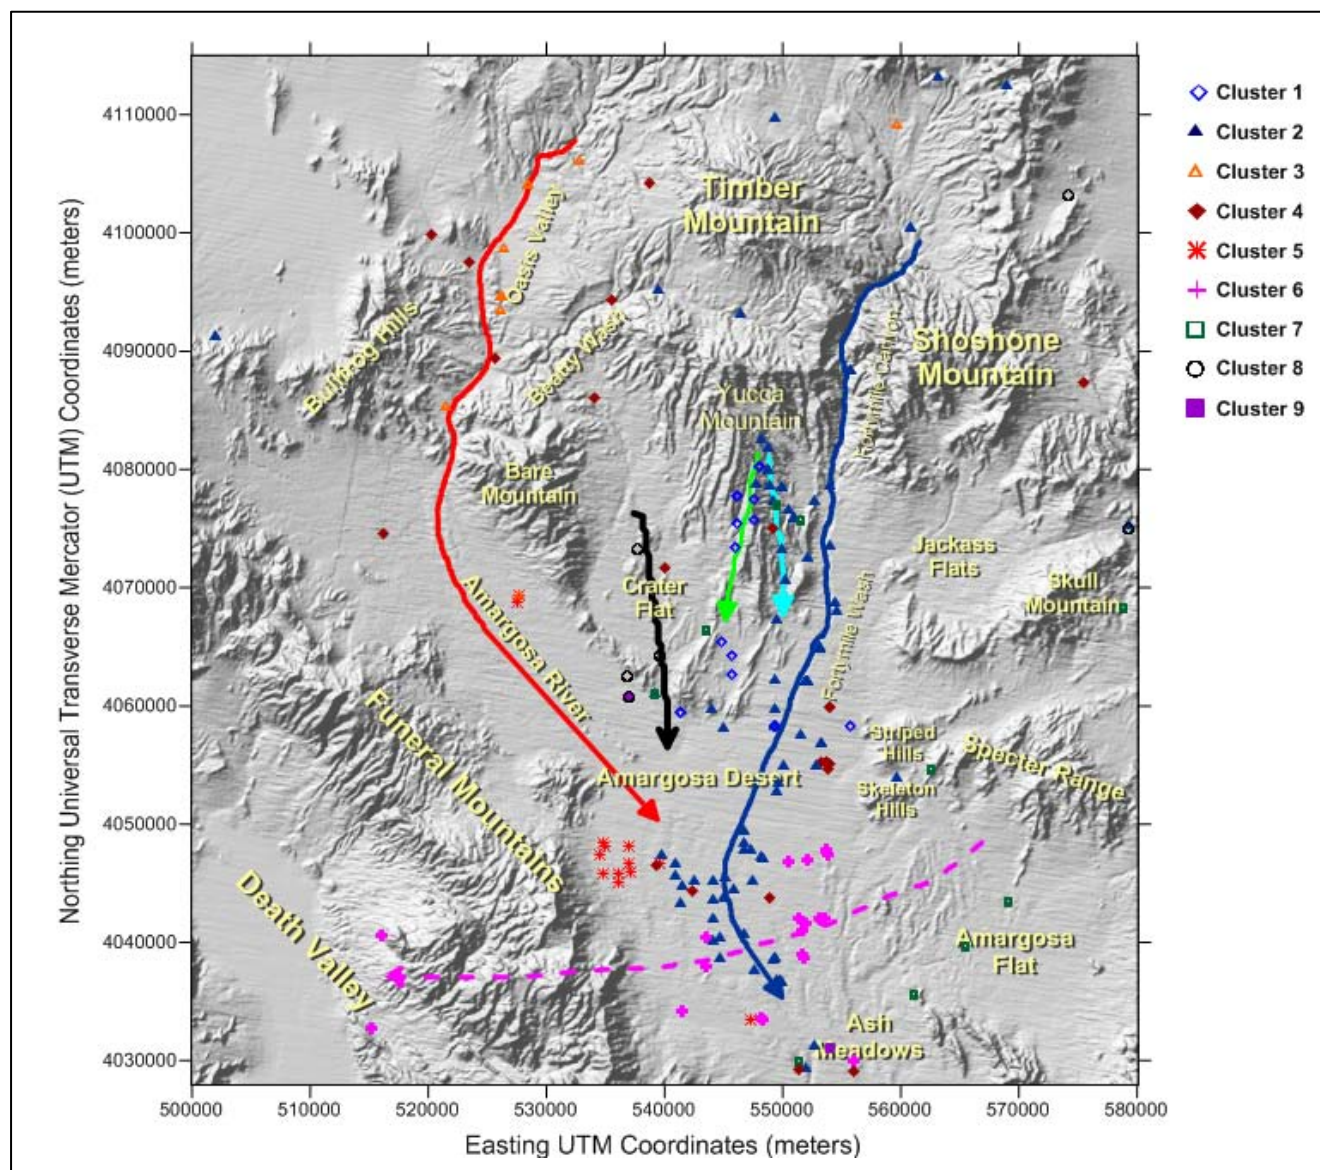 4110000
4100000
4090000
4080000
4070000
4060000
4050000
4040000
4030000
Northing Universal Transverse Mercator (UTM) Coordinates (meters)
500000
510000
520000
530000
540000
550000
560000
570000
580000
Easting UTM Coordinates (meters)
Timber
Mountain
Oasis Valley
Bullfrog Hills
Beatty Wash
Shoshone
Mountain
Yucca
Mountain
Fortymile Canyon
Bare
Mountain
Jackass
Flats
Skull
Mountain
Crater
Flat
Amargosa River
Fortymile Wash
Funeral Mountains
Striped
Hills
Specter Range
Amargosa Desert
Skeleton
Hills
Death Valley
Amargosa
Flat
Ash
Meadows
Cluster 1
Cluster 2
Cluster 3
Cluster 4
Cluster 5
Cluster 6
Cluster 7
Cluster 8
Cluster 9